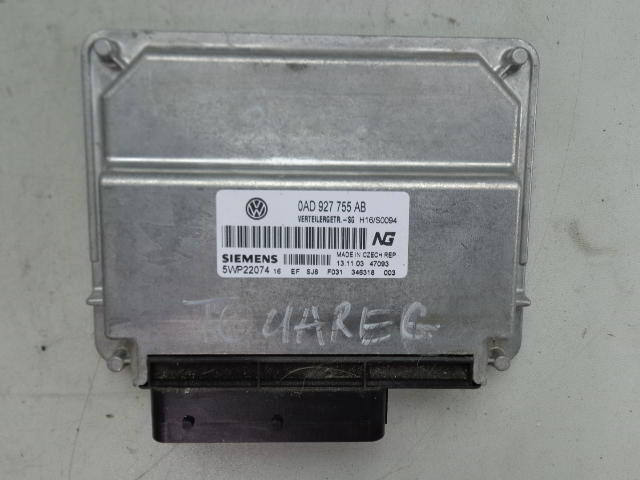 0AD 927 755 AB
VERTEILERGETR.-SG H16/S0094
NG
SIEMENS MADE IN CZECH REP
13.11.03 47093
5WP22074 16 EF SJ8 F031 346318 003
TOUAREG